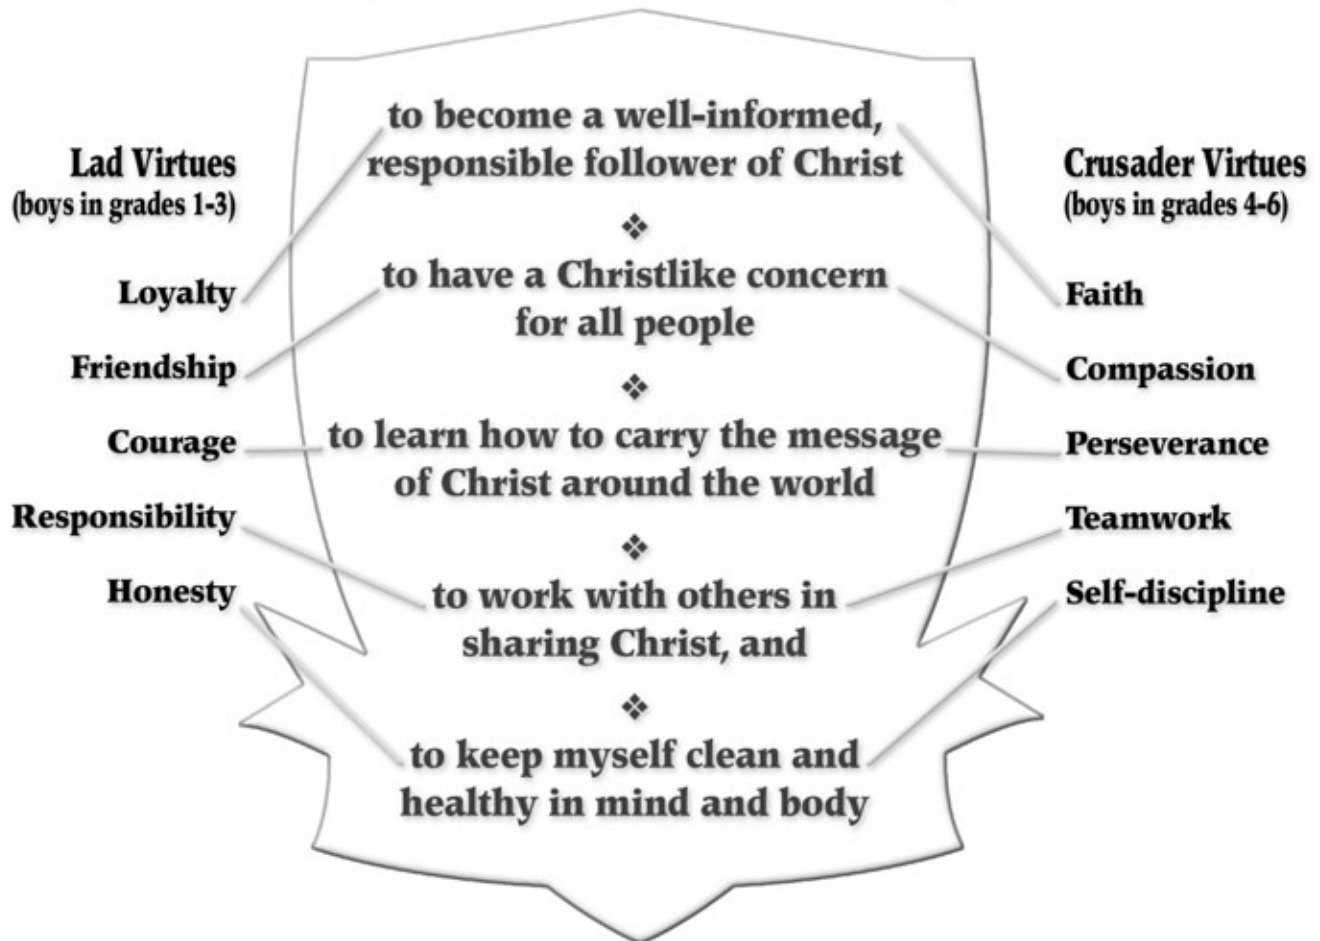 to become a well-informed,
responsible follower of Christ
❖
to have a Christlike concern
for all people
❖
to learn how to carry the message
of Christ around the world
❖
to work with others in
sharing Christ, and
❖
to keep myself clean and
healthy in mind and body
Lad Virtues
(boys in grades 1-3)
Loyalty
Friendship
Courage
Responsibility
Honesty
Crusader Virtues
(boys in grades 4-6)
Faith
Compassion
Perseverance
Teamwork
Self-discipline